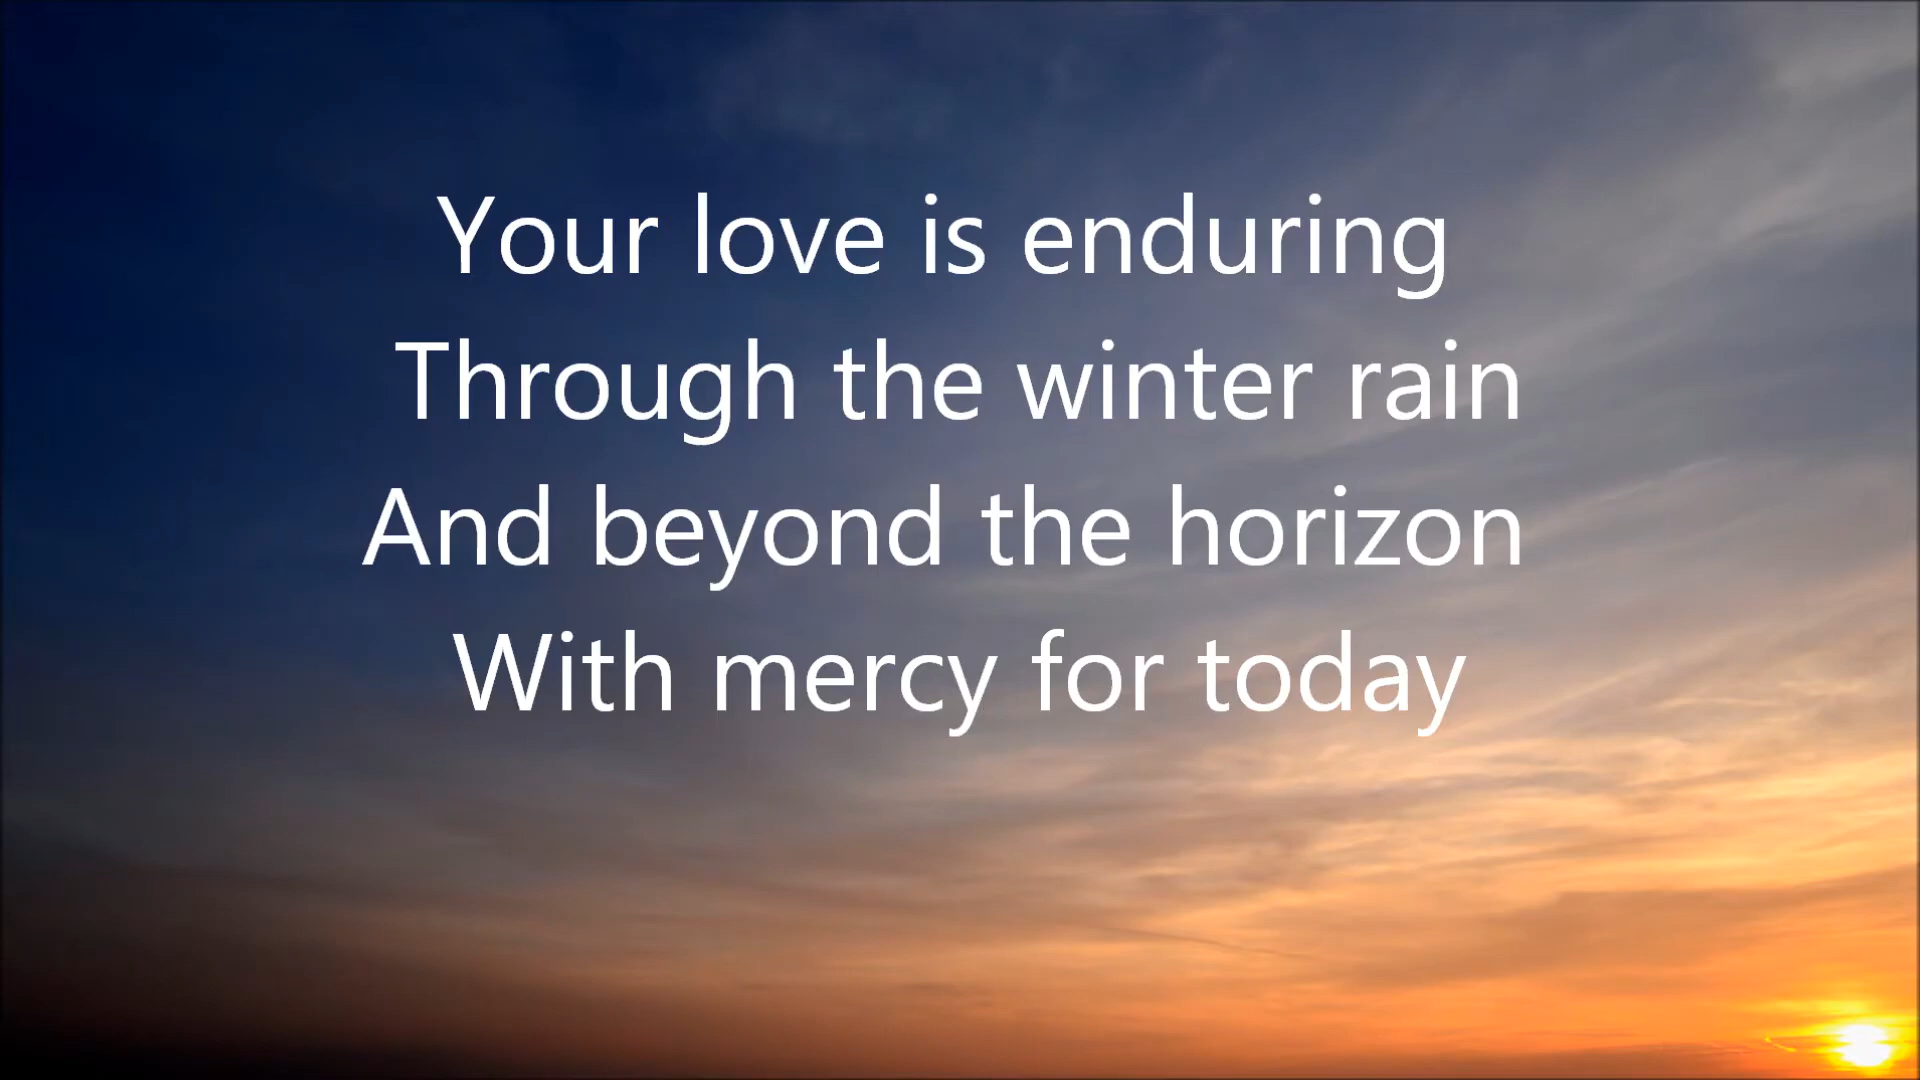 Your love is enduring
Through the winter rain
And beyond the horizon
With mercy for today